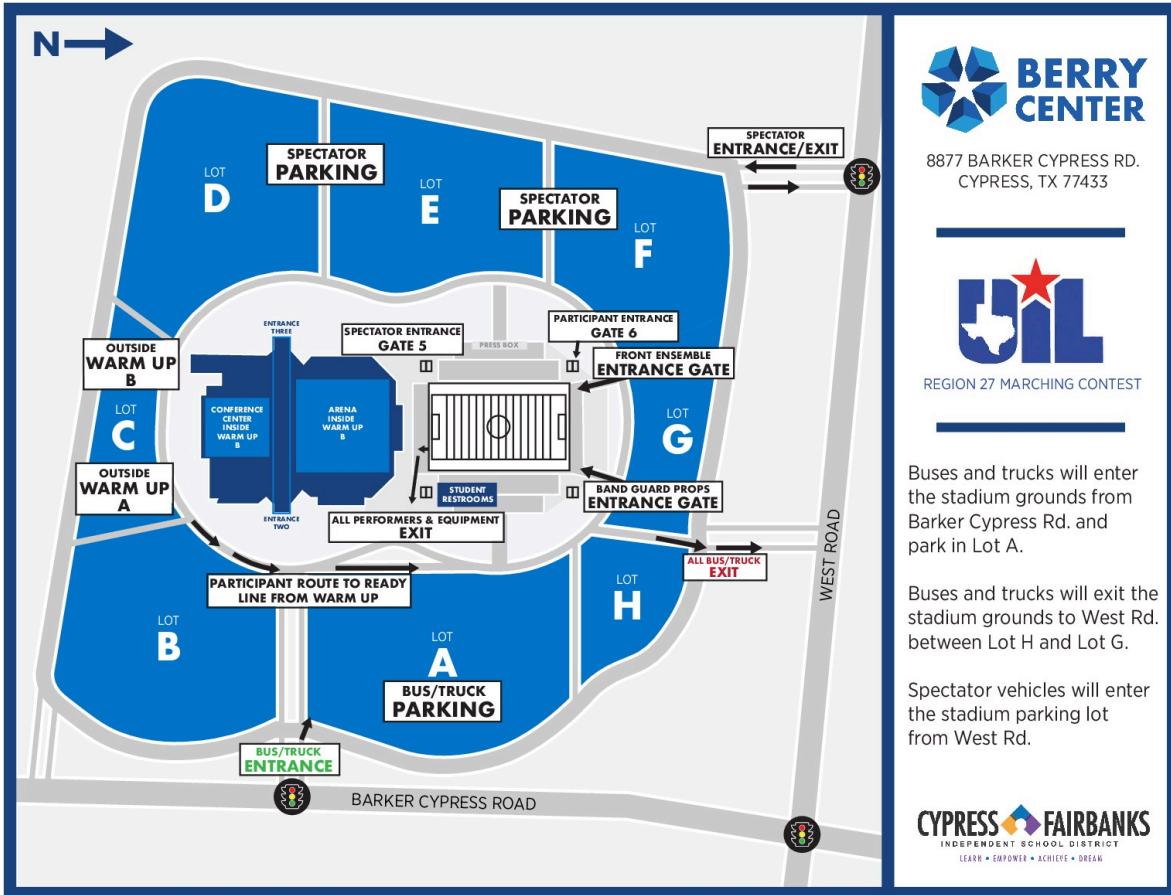 N
SPECTATOR
ENTRANCE/EXIT
SPECTATOR
PARKING
LOT
D
LOT
E
SPECTATOR
PARKING
LOT
F
ENTRANCE
THREE
SPECTATOR ENTRANCE
GATE 5
PRESS BOX
PARTICIPANT ENTRANCE
GATE 6
FRONT ENSEMBLE
ENTRANCE GATE
OUTSIDE
WARM UP
B
LOT
C
CONFERENCE
CENTER
INSIDE
WARM UP
B
ARENA
INSIDE
WARM UP
B
LOT
G
OUTSIDE
WARM UP
A
STUDENT
RESTROOMS
BAND GUARD PROPS
ENTRANCE GATE
ENTRANCE
TWO
ALL PERFORMERS & EQUIPMENT
EXIT
ALL BUS/TRUCK
EXIT
PARTICIPANT ROUTE TO READY
LINE FROM WARM UP
LOT
H
WEST ROAD
LOT
B
LOT
A
BUS/TRUCK
PARKING
BUS/TRUCK
ENTRANCE
BARKER CYPRESS ROAD
BERRY
CENTER
8877 BARKER CYPRESS RD.
CYPRESS, TX 77433
UIL
REGION 27 MARCHING CONTEST
Buses and trucks will enter
the stadium grounds from
Barker Cypress Rd. and
park in Lot A.
Buses and trucks will exit the
stadium grounds to West Rd.
between Lot H and Lot G.
Spectator vehicles will enter
the stadium parking lot
from West Rd.
CYPRESS FAIRBANKS
INDEPENDENT SCHOOL DISTRICT
LEARN • EMPOWER • ACHIEVE • DREAM